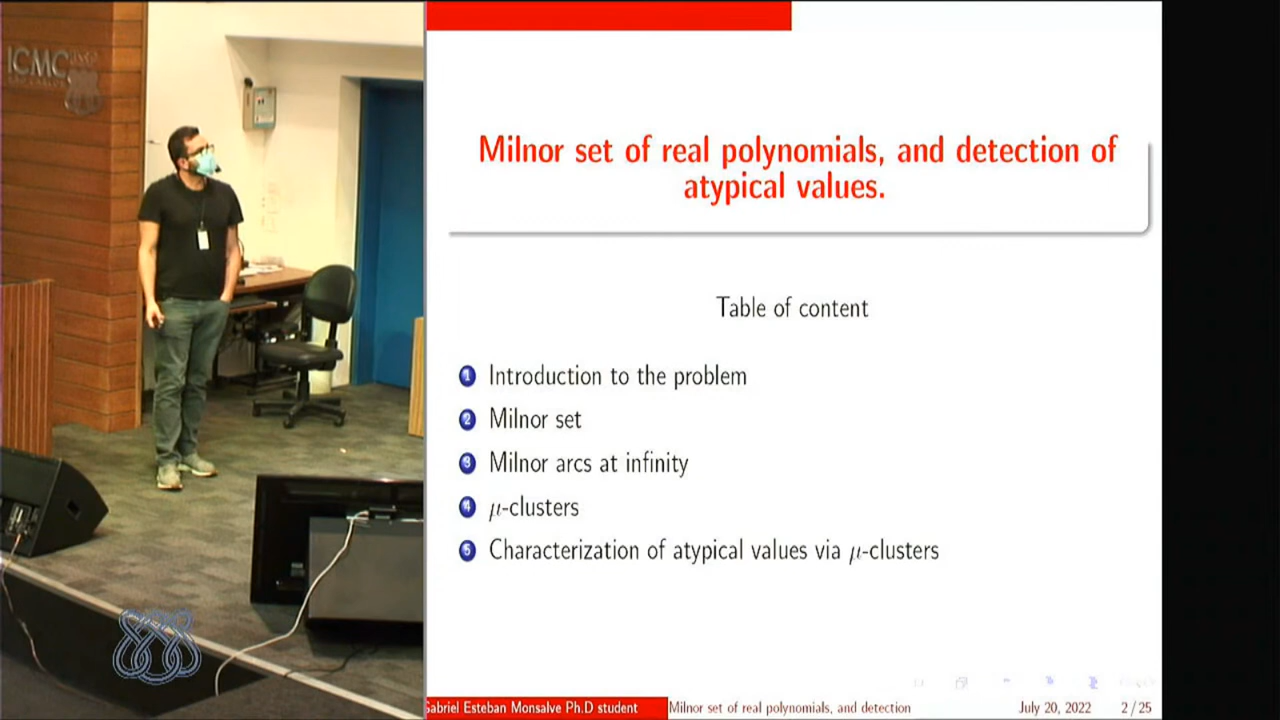 ICMC
Milnor set of real polynomials, and detection of
atypical values.
Table of content
1 Introduction to the problem
2 Milnor set
3 Milnor arcs at infinity
4 μ-clusters
5 Characterization of atypical values via μ-clusters
Gabriel Esteban Monsalve Ph.D student
Milnor set of real polynomials, and detection
July 20, 2022
2 / 25